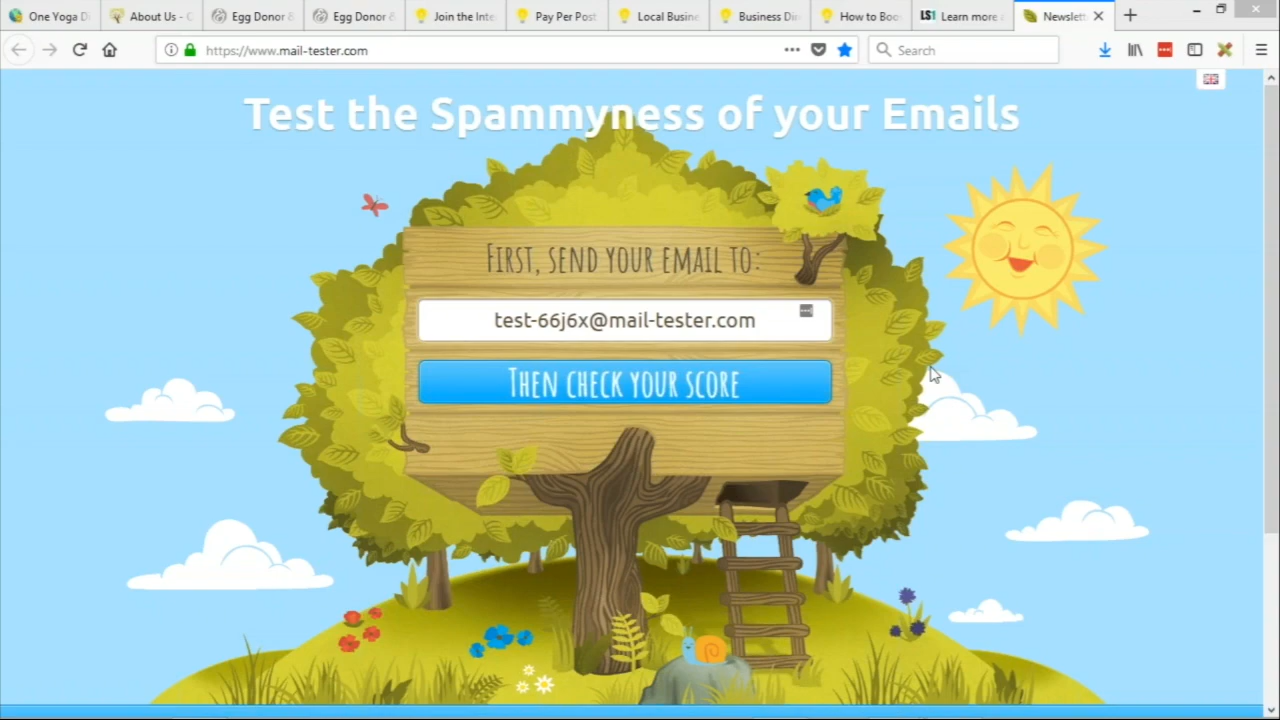 One Yoga D
About Us - C
Egg Donor &
Egg Donor &
Join the Inte
Pay Per Post
Local Busine
Business Dir
How to Boo
LS1 Learn more a
Newslett
https://www.mail-tester.com
Search
Test the Spammyness of your Emails
First, send your email to:
test-66j6x@mail-tester.com
Then check your score